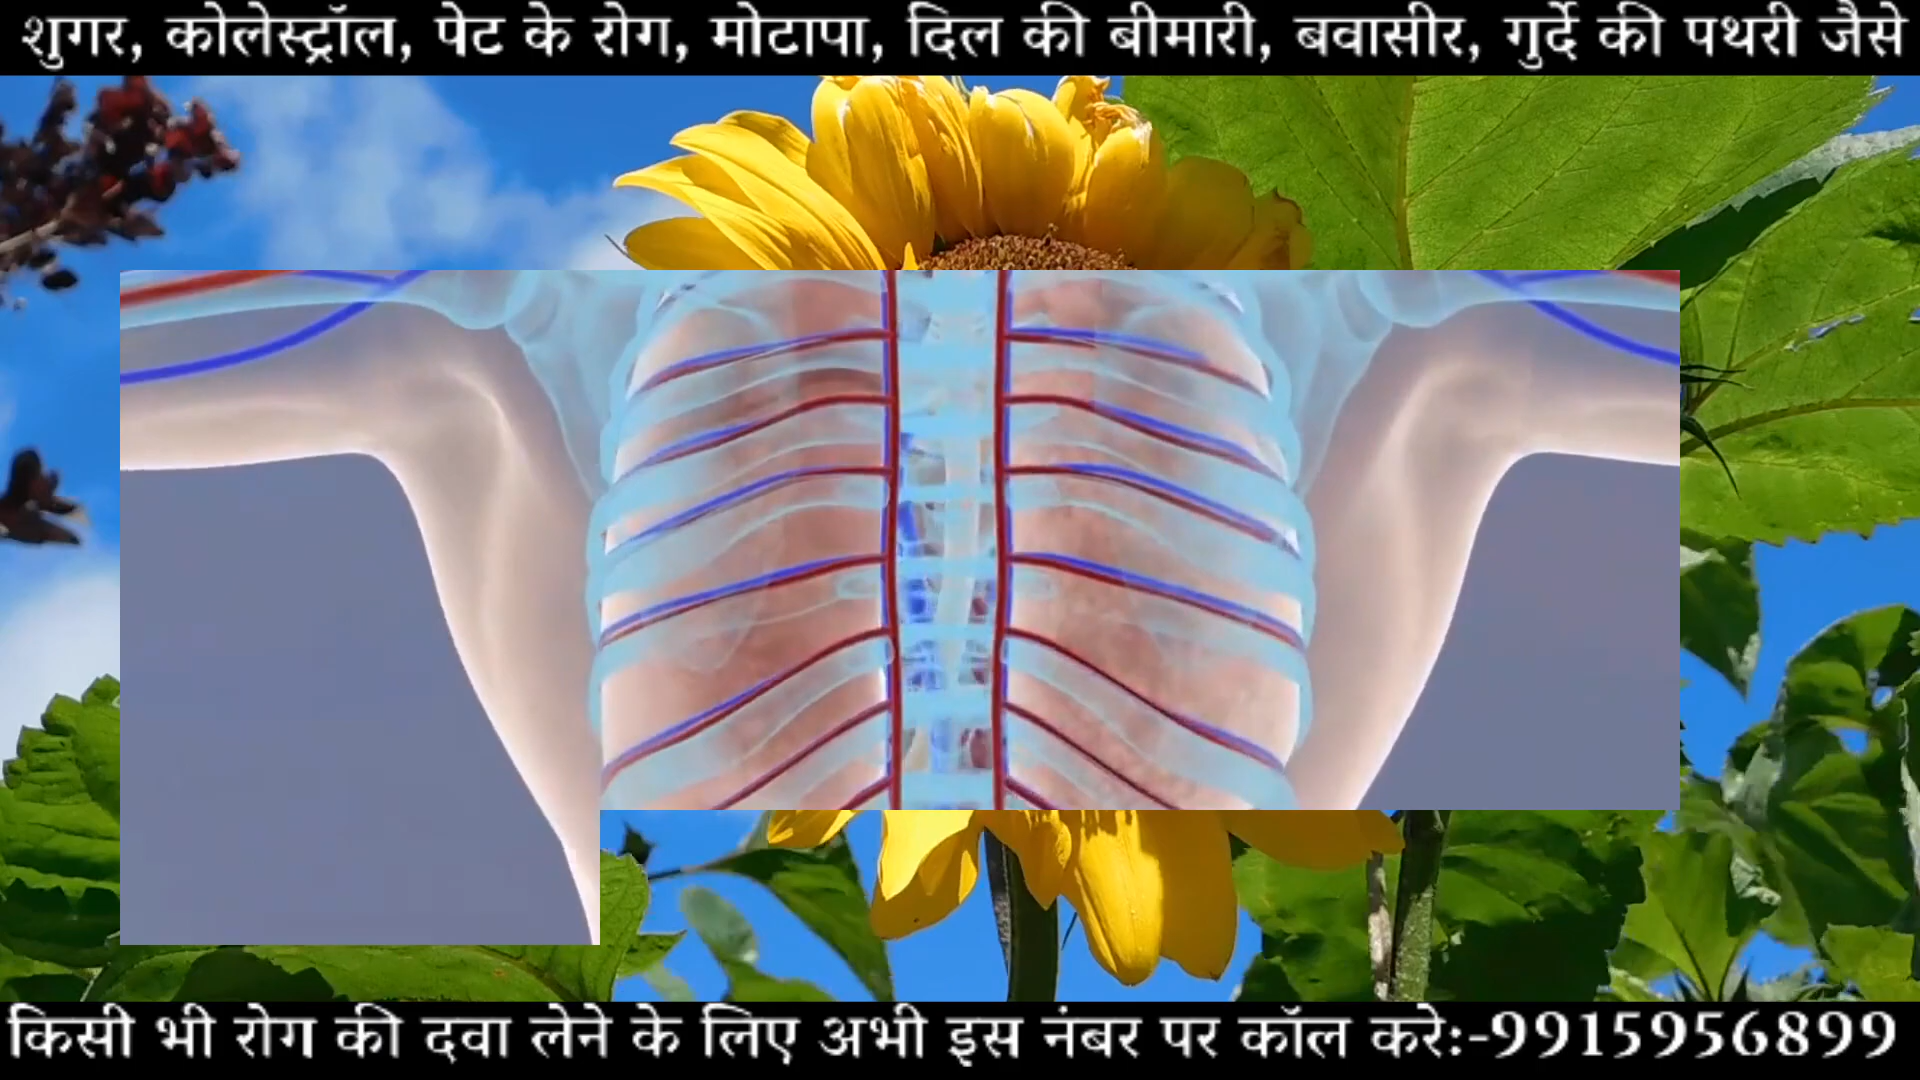 शुगर, कोलेस्ट्रॉल, पेट के रोग, मोटापा, दिल की बीमारी, बवासीर, गुर्दे की पथरी जैसे
किसी भी रोग की दवा लेने के लिए अभी इस नंबर पर कॉल करे:-9915956899